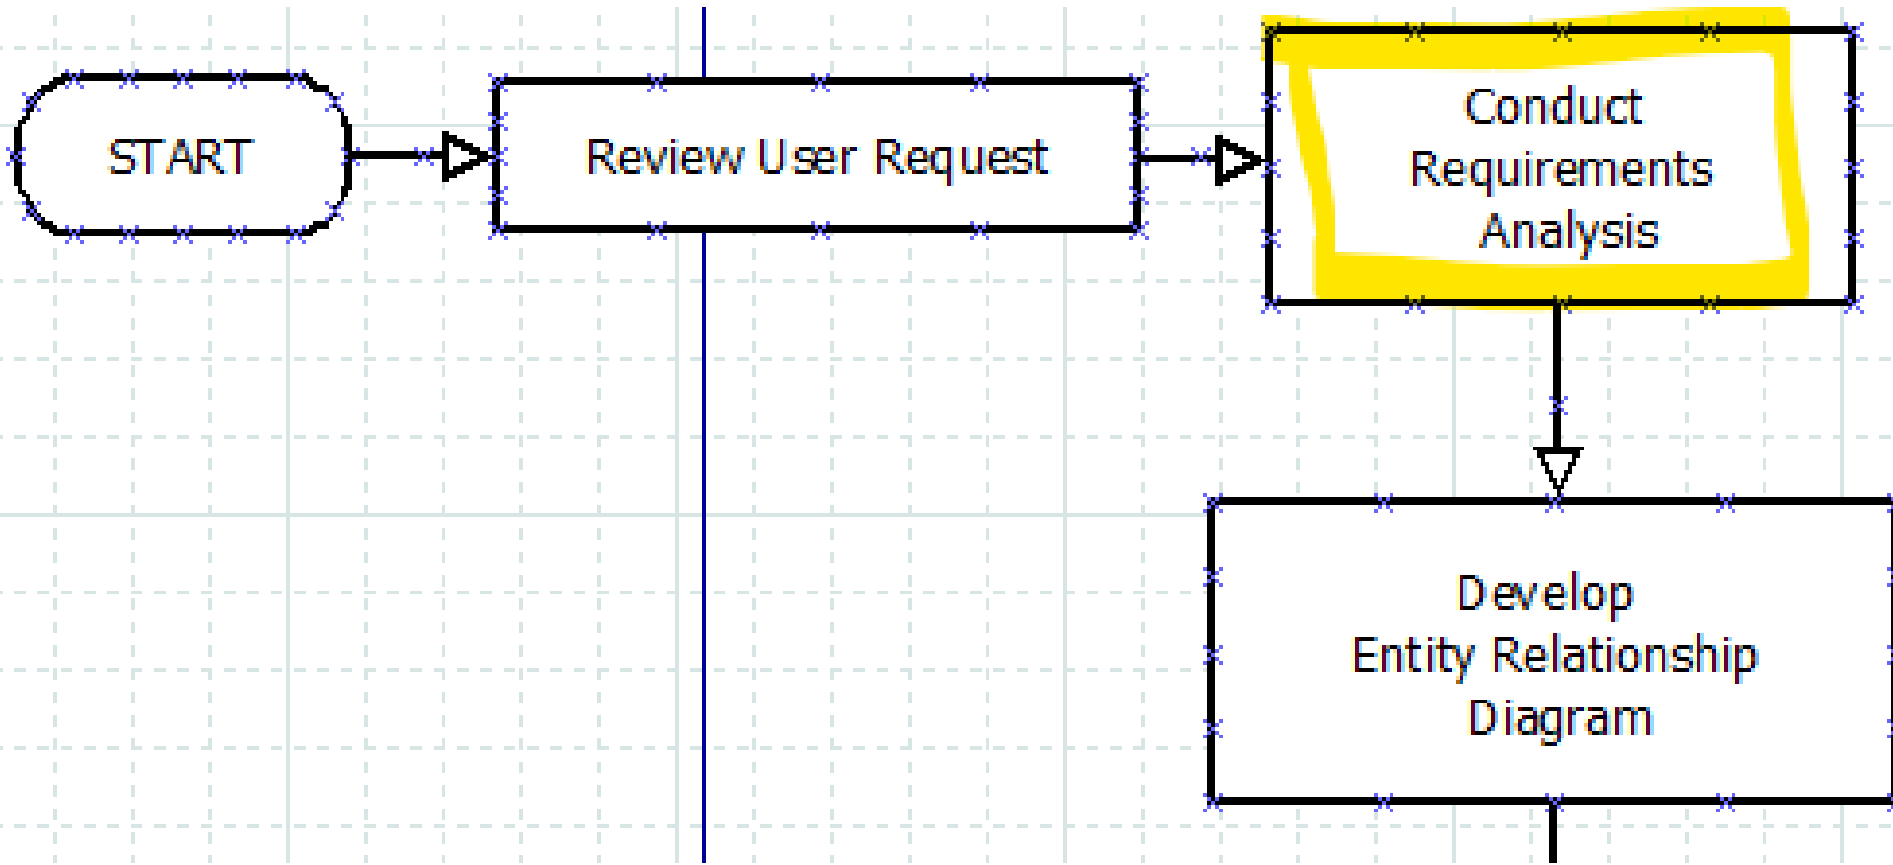 START
Review User Request
Conduct
Requirements
Analysis
Develop
Entity Relationship
Diagram